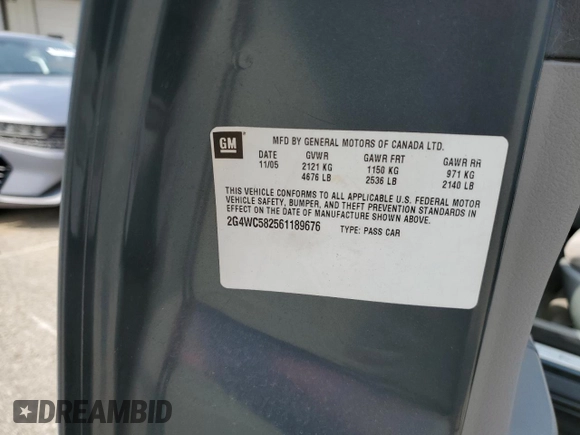 GM
MFD BY GENERAL MOTORS OF CANADA LTD.
DATE GVWR GAWR FRT GAWR RR
11/05 2121 KG 1150 KG 971 KG
4676 LB 2536 LB 2140 LB
THIS VEHICLE CONFORMS TO ALL APPLICABLE U.S. FEDERAL MOTOR
VEHICLE SAFETY, BUMPER, AND THEFT PREVENTION STANDARDS IN
EFFECT ON THE DATE OF MANUFACTURE SHOWN ABOVE.
2G4WC582561189676 TYPE: PASS CAR
DREAMBID